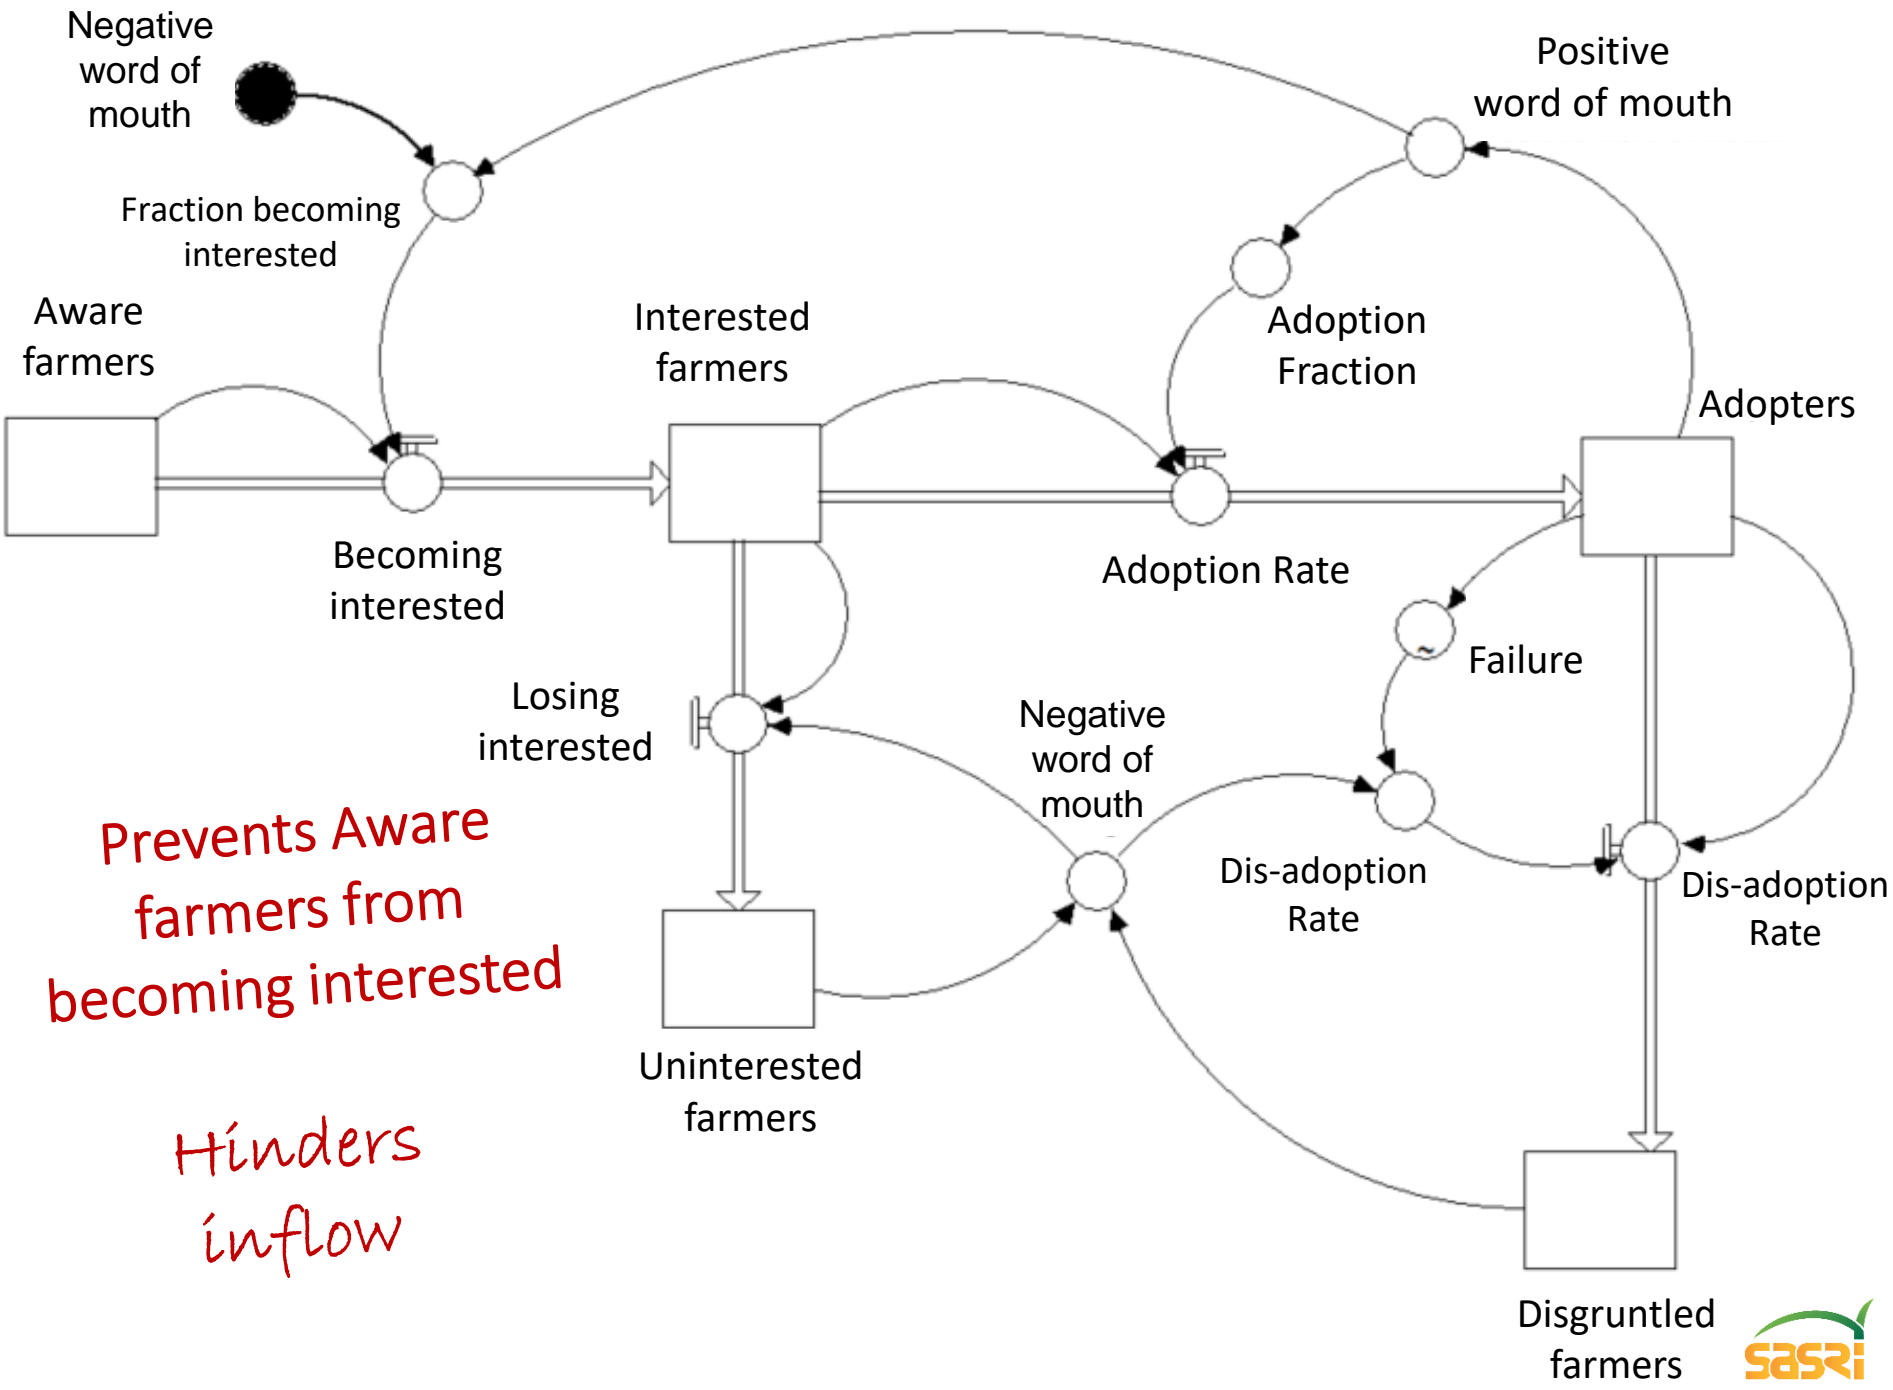 Negative
word of
mouth
Positive
word of mouth
Fraction becoming
interested
Aware
farmers
Interested
farmers
Adoption
Fraction
Adopters
Becoming
interested
Adoption Rate
~
Failure
Losing
interested
Negative
word of
mouth
Dis-adoption
Rate
Dis-adoption
Rate
Prevents Aware
farmers from
becoming interested
Uninterested
farmers
Hinders
inflow
Disgruntled
farmers
sasri